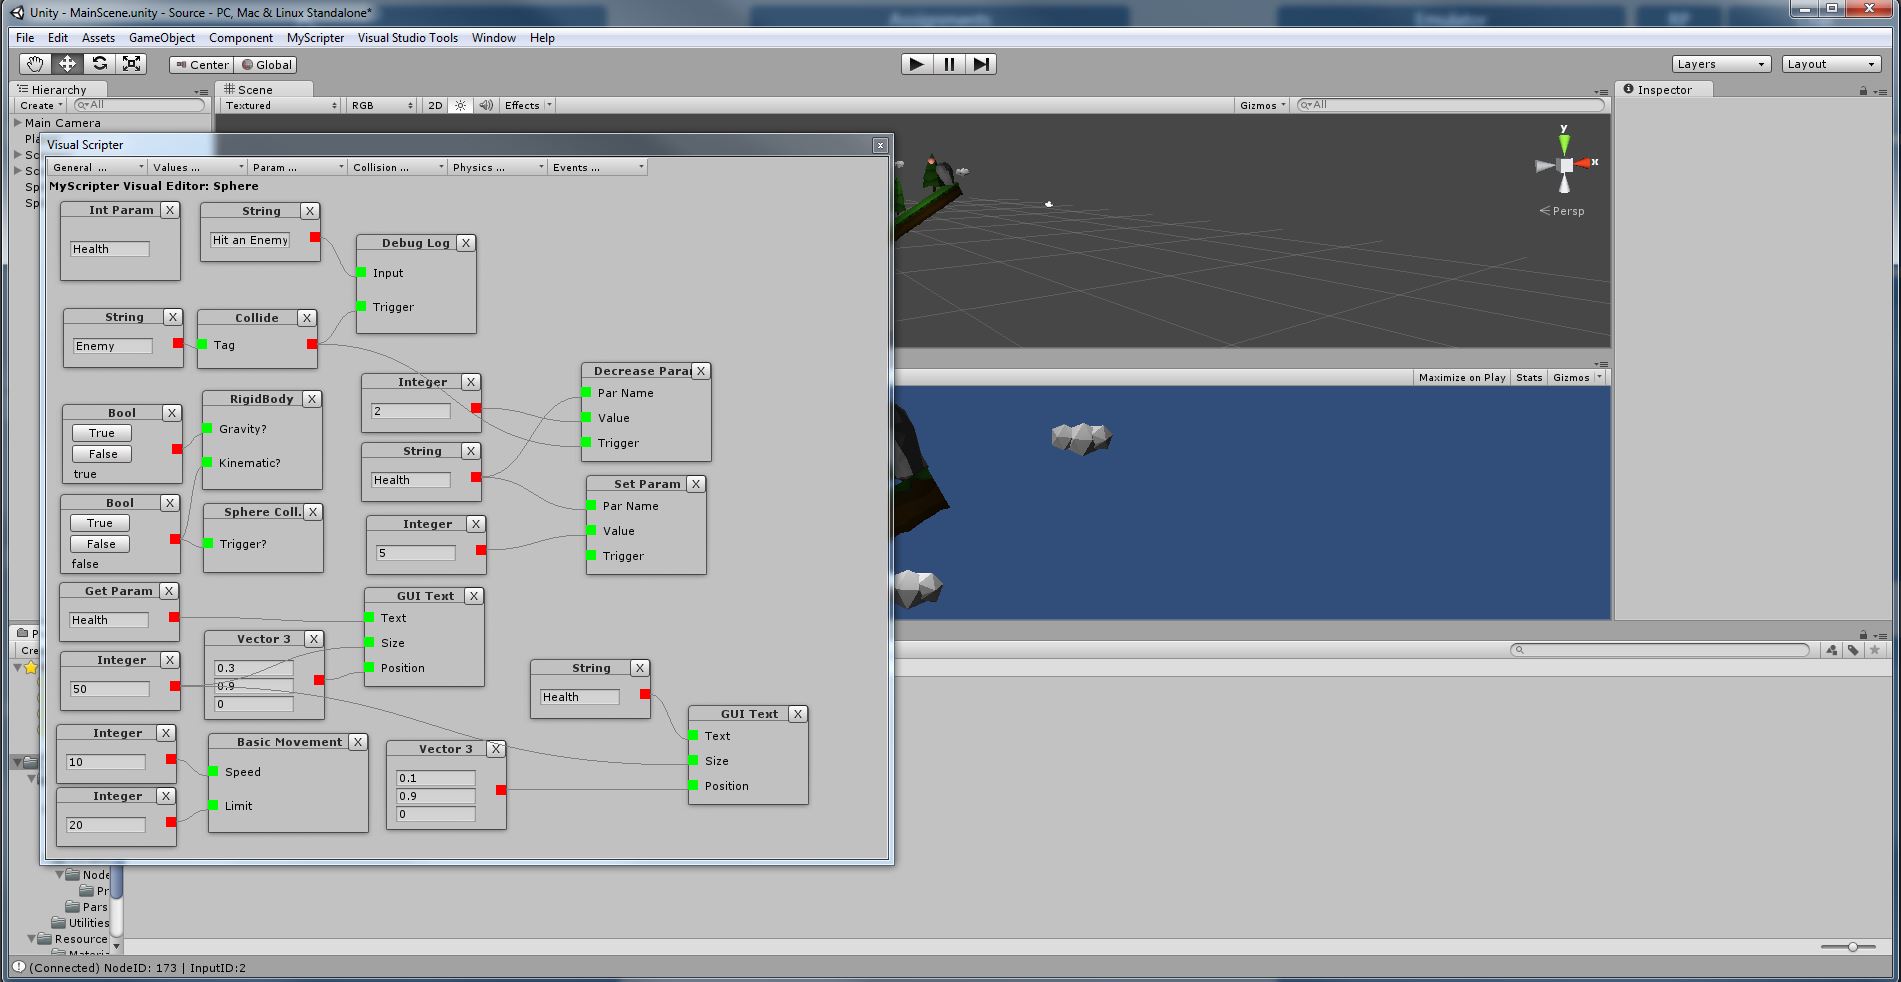 Unity - MainScene.unity - Source - PC, Mac & Linux Standalone*
Assignments
Emulator
File Edit Assets GameObject Component MyScripter Visual Studio Tools Window Help
Center Global
Layers Layout
Hierarchy
Create All
Main Camera
Scene
Textured RGB 2D Effects Gizmos All
Inspector
y
x
Persp
Maximize on Play Stats Gizmos
Visual Scripter
General ... Values ... Param ... Collision ... Physics ... Events ...
MyScripter Visual Editor: Sphere
Int Param X
Health
String X
Hit an Enemy
Debug Log X
Input
Trigger
String X
Enemy
Collide X
Tag
Bool X
True
False
true
RigidBody X
Gravity?
Kinematic?
Integer X
2
Decrease Para X
Par Name
Value
Trigger
String X
Health
Bool X
True
False
false
Sphere Coll. X
Trigger?
Integer X
5
Set Param X
Par Name
Value
Trigger
Get Param X
Health
GUI Text X
Text
Size
Position
Integer X
50
Vector 3 X
0.3
0.9
0
String X
Health
GUI Text X
Text
Size
Position
Integer X
10
Basic Movement X
Speed
Limit
Integer X
20
Vector 3 X
0.1
0.9
0
Node
Pr
Pars
Utilities
Resource
(Connected) NodeID: 173 | InputID:2